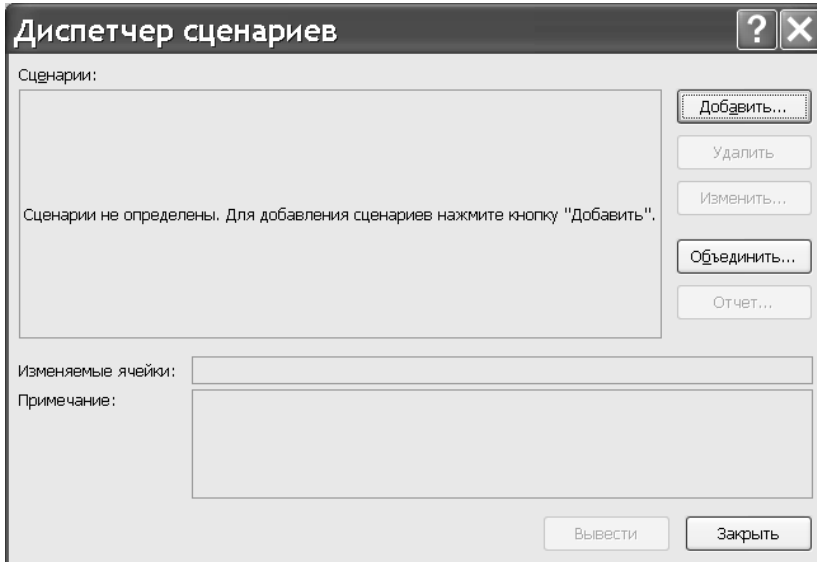 Диспетчер сценариев
?
Сценарии:
Сценарии не определены. Для добавления сценариев нажмите кнопку "Добавить".
Добавить...
Удалить
Изменить...
Объединить...
Отчет...
Изменяемые ячейки:
Примечание:
Вывести
Закрыть